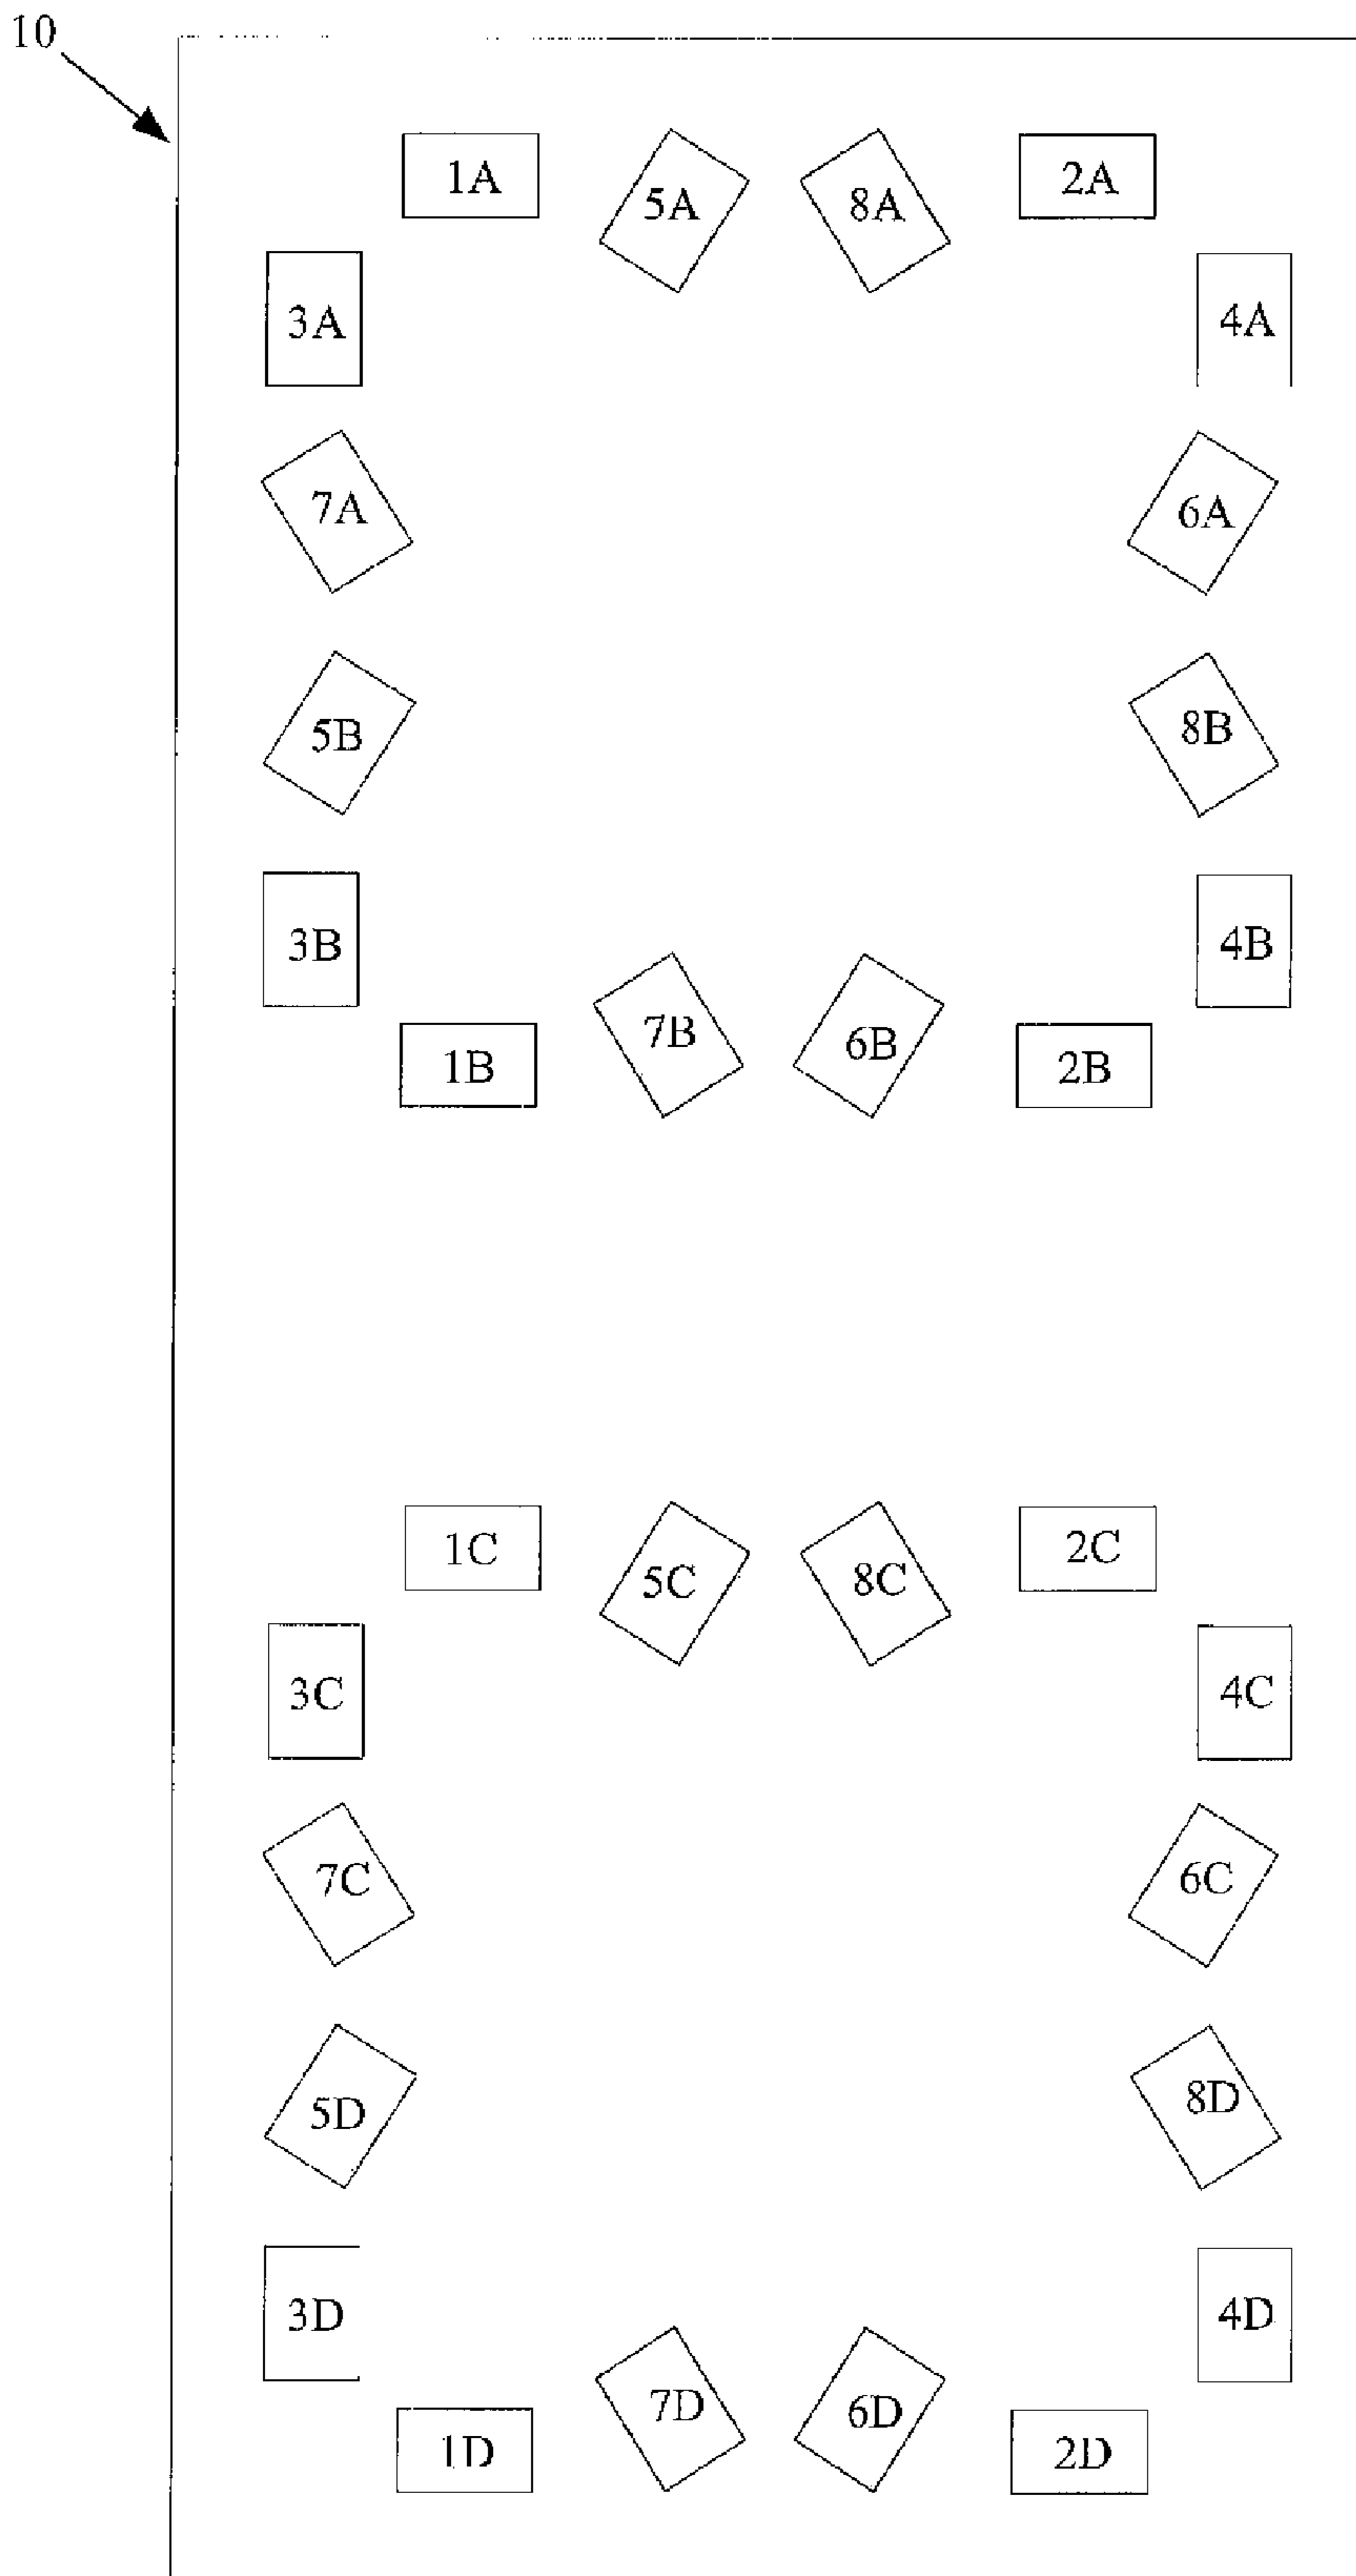 10
1A 5A 8A 2A
3A 4A
7A 6A
5B 8B
3B 4B
7B 6B
1B 2B
1C 5C 8C 2C
3C 4C
7C 6C
5D 8D
3D 4D
7D 6D
1D 2D